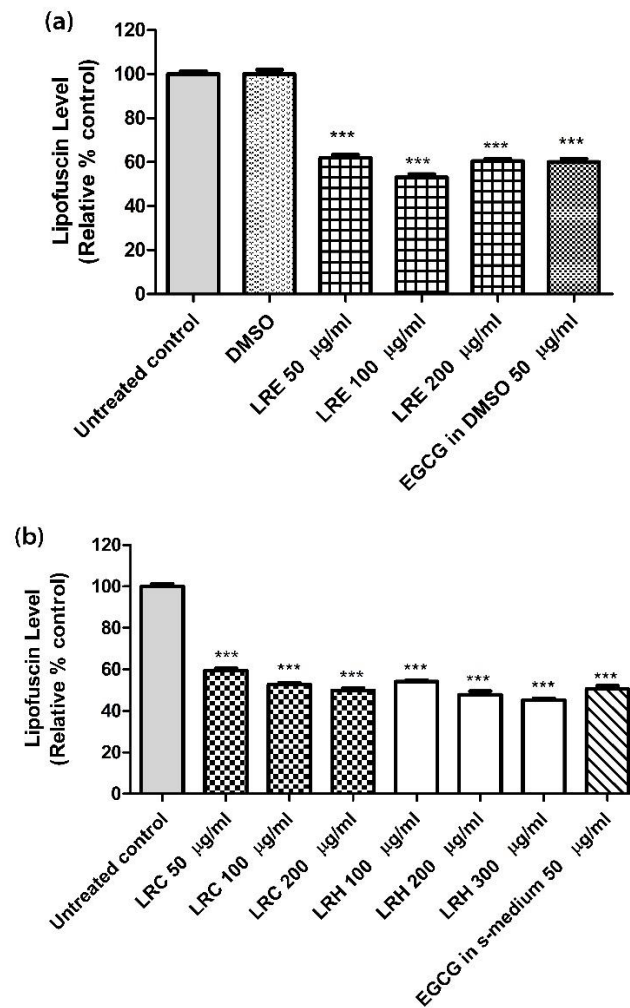 (a)
Lipofuscin Level
(Relative % control)
120
100
80
60
40
20
0
***
***
***
***
Untreated control
DMSO
LRE 50 μg/ml
LRE 100 μg/ml
LRE 200 μg/ml
EGCG in DMSO 50 μg/ml
(b)
Lipofuscin Level
(Relative % control)
120
100
80
60
40
20
0
***
***
***
***
***
***
***
Untreated control
LRC 50 μg/ml
LRC 100 μg/ml
LRC 200 μg/ml
LRH 100 μg/ml
LRH 200 μg/ml
LRH 300 μg/ml
EGCG in s-medium 50 μg/ml